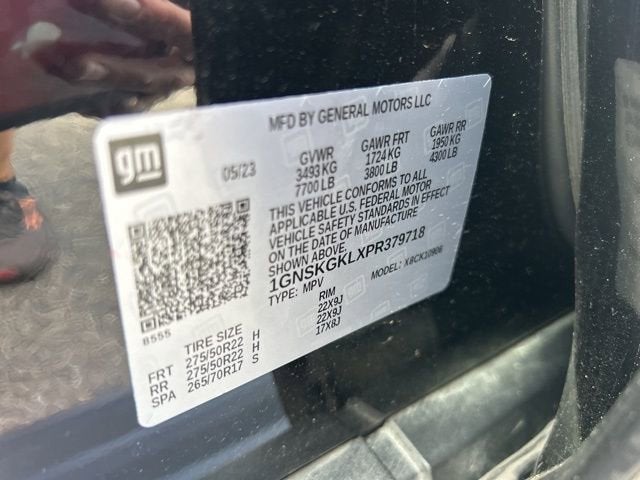 MFD BY GENERAL MOTORS LLC
gm
05/23
GVWR GAWR FRT GAWR RR
3493 KG 1724 KG 1950 KG
7700 LB 3800 LB 4300 LB
THIS VEHICLE CONFORMS TO ALL
APPLICABLE U.S. FEDERAL MOTOR
VEHICLE SAFETY STANDARDS IN EFFECT
ON THE DATE OF MANUFACTURE
SHOWN ABOVE.
1GNSKGKLXPR379718
TYPE: MPV MODEL: X8CK10906
8555
TIRE SIZE RIM
FRT 275/50R22 H 22X9J
RR 275/50R22 H 22X9J
SPA 265/70R17 S 17X8J